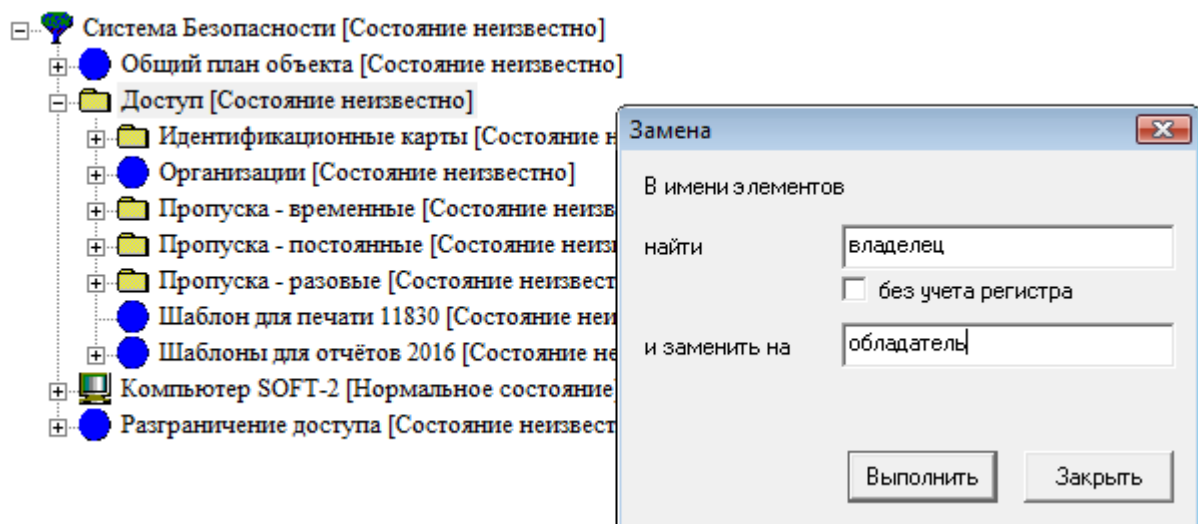 Система Безопасности [Состояние неизвестно]
Общий план объекта [Состояние неизвестно]
Доступ [Состояние неизвестно]
Идентификационные карты [Состояние н
Организации [Состояние неизвестно]
Пропуска - временные [Состояние неизв
Пропуска - постоянные [Состояние неизв
Пропуска - разовые [Состояние неизвест
Шаблон для печати 11830 [Состояние неи
Шаблоны для отчётов 2016 [Состояние не
Компьютер SOFT-2 [Нормальное состояние]
Разграничение доступа [Состояние неизвест
Замена
В имени элементов
найти
владелец
без учета регистра
и заменить на
обладатель
Выполнить
Закрыть